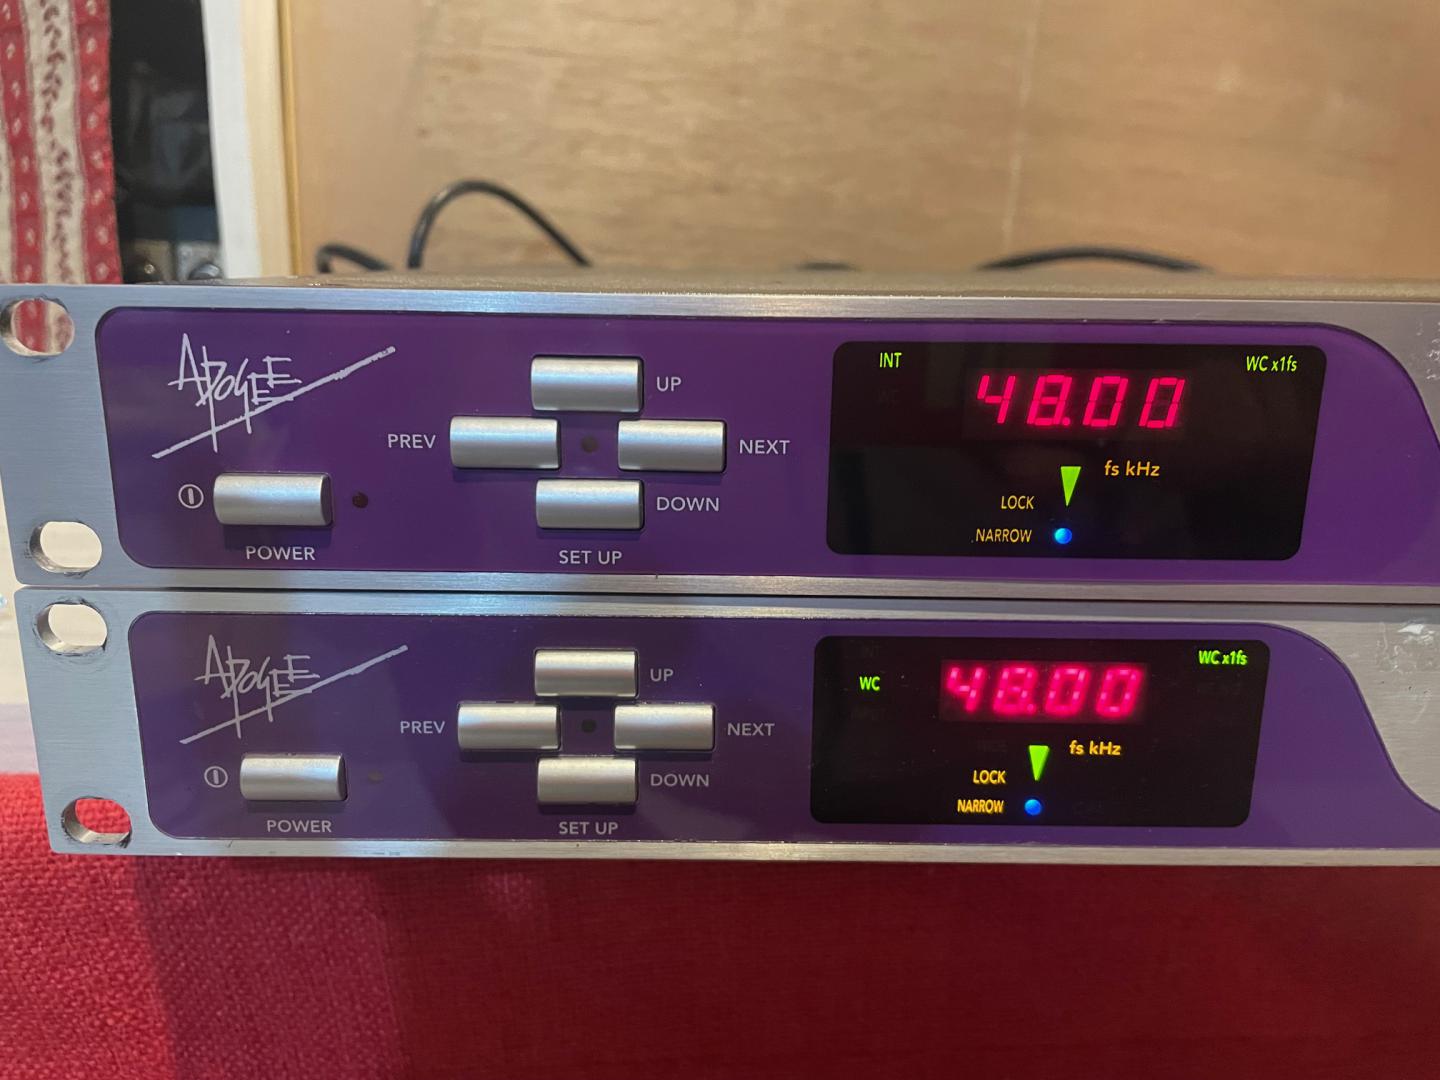 APOGEE
UP
PREV
NEXT
DOWN
SET UP
POWER
INT
WC x1fs
48.00
fs kHz
LOCK
NARROW
APOGEE
UP
PREV
NEXT
DOWN
SET UP
POWER
WC
WC x1fs
48.00
fs kHz
LOCK
NARROW